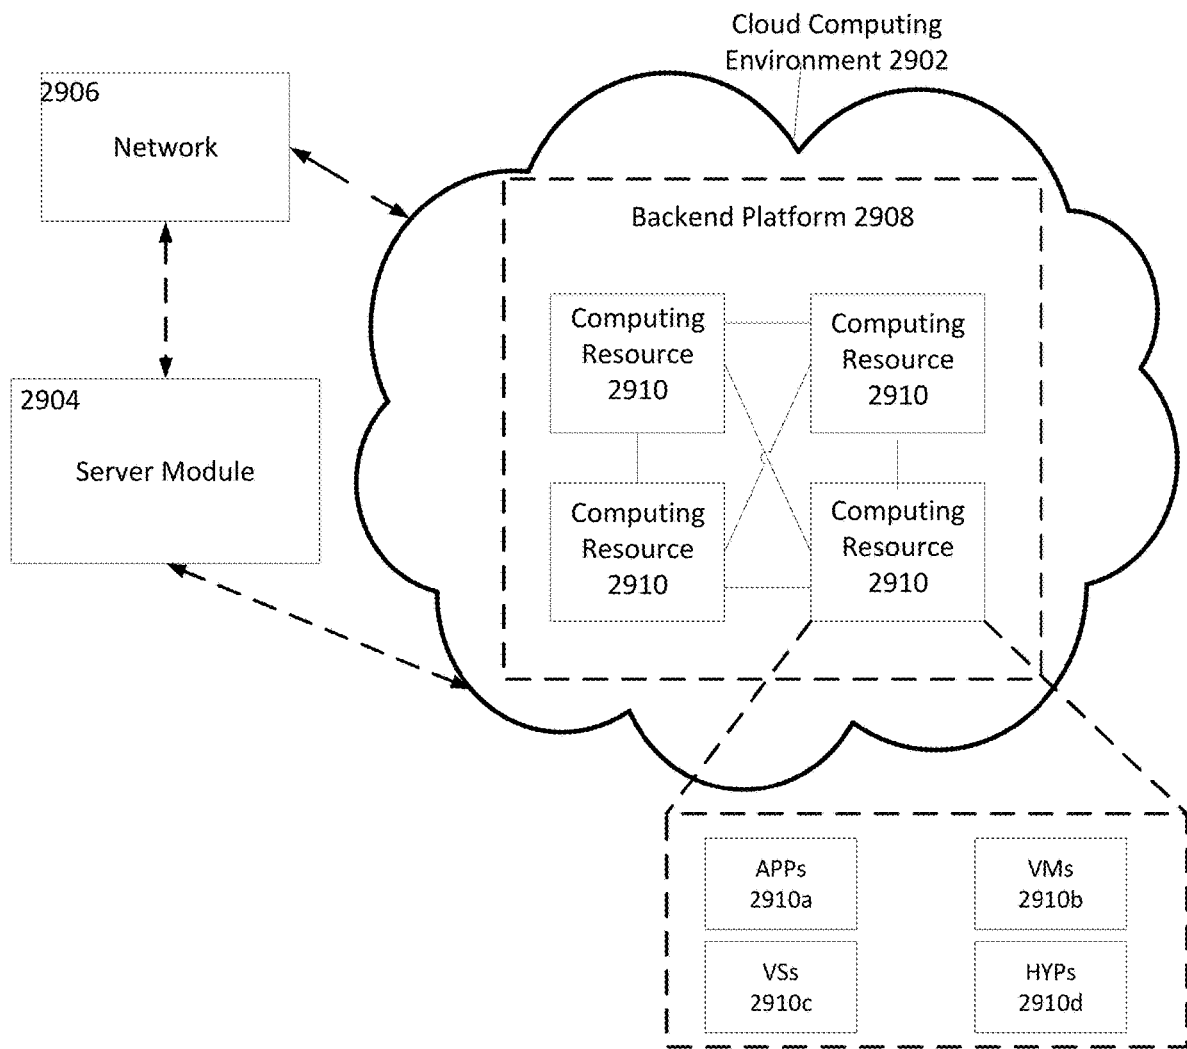 Cloud Computing
Environment 2902
2906
Network
Backend Platform 2908
Computing
Resource
2910
Computing
Resource
2910
2904
Server Module
Computing
Resource
2910
Computing
Resource
2910
APPs
2910a
VMs
2910b
VSs
2910c
HYPs
2910d